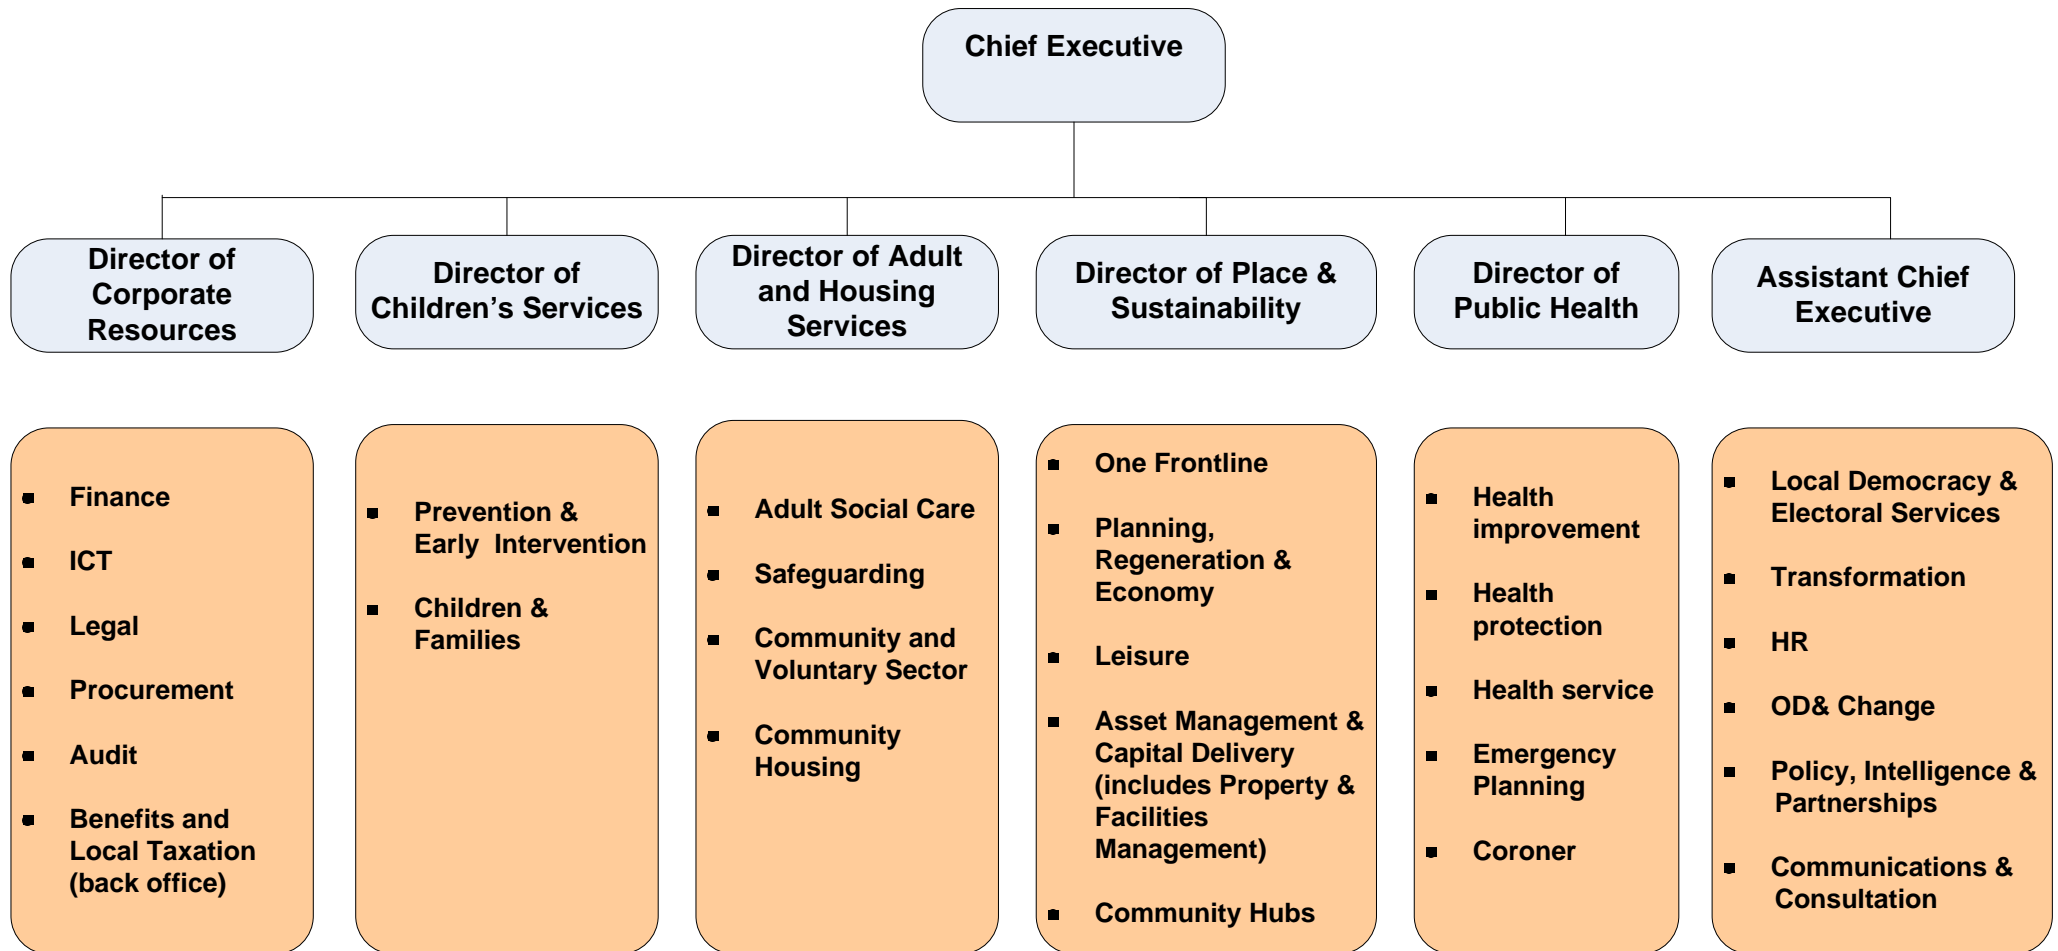 Chief Executive
Director of
Corporate
Resources
Director of
Children’s Services
Director of Adult
and Housing
Services
Director of Place &
Sustainability
Director of
Public Health
Assistant Chief
Executive
▪ Finance
▪ ICT
▪ Legal
▪ Procurement
▪ Audit
▪ Benefits and
Local Taxation
(back office)
▪ Prevention &
Early Intervention
▪ Children &
Families
▪ Adult Social Care
▪ Safeguarding
▪ Community and
Voluntary Sector
▪ Community
Housing
▪ One Frontline
▪ Planning,
Regeneration &
Economy
▪ Leisure
▪ Asset Management &
Capital Delivery
(includes Property &
Facilities
Management)
▪ Community Hubs
▪ Health
improvement
▪ Health
protection
▪ Health service
▪ Emergency
Planning
▪ Coroner
▪ Local Democracy &
Electoral Services
▪ Transformation
▪ HR
▪ OD& Change
▪ Policy, Intelligence &
Partnerships
▪ Communications &
Consultation